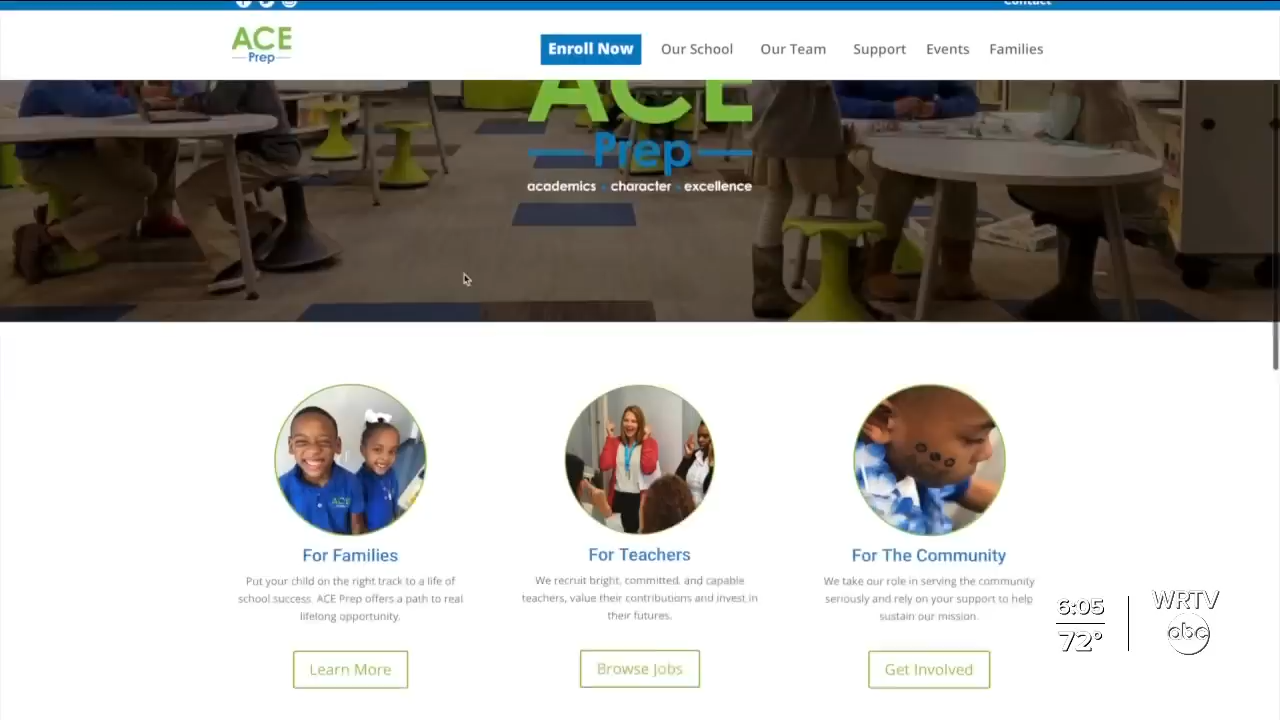 Contact
ACE
Prep
Enroll Now
Our School
Our Team
Support
Events
Families
ACE
Prep
academics • character • excellence
ACE
For Families
Put your child on the right track to a life of
school success. ACE Prep offers a path to real
lifelong opportunity.
Learn More
For Teachers
We recruit bright, committed, and capable
teachers, value their contributions and invest in
their futures.
Browse Jobs
For The Community
We take our role in serving the community
seriously and rely on your support to help
sustain our mission.
Get Involved
6:05
72°
WRTV
abc